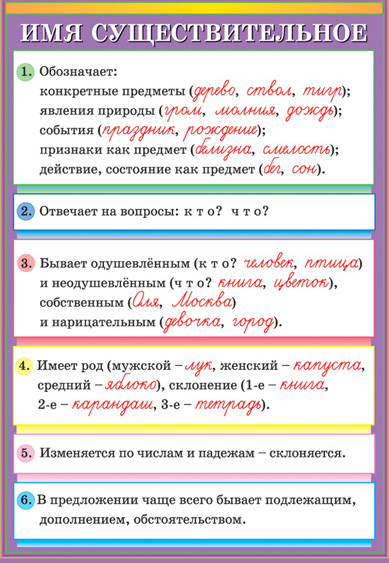 ИМЯ СУЩЕСТВИТЕЛЬНОЕ
1. Обозначает:
конкретные предметы (дерево, ствол, тигр);
явления природы (гром, молния, дождь);
события (праздник, рождение);
признаки как предмет (белизна, смелость);
действие, состояние как предмет (бег, сон).
2. Отвечает на вопросы: к т о? ч т о?
3. Бывает одушевлённым (к т о? человек, птица)
и неодушевлённым (ч т о? книга, цветок),
собственным (Оля, Москва)
и нарицательным (девочка, город).
4. Имеет род (мужской – лук, женский – капуста,
средний – яблоко), склонение (1-е – книга,
2-е – карандаш, 3-е – тетрадь).
5. Изменяется по числам и падежам – склоняется.
6. В предложении чаще всего бывает подлежащим,
дополнением, обстоятельством.